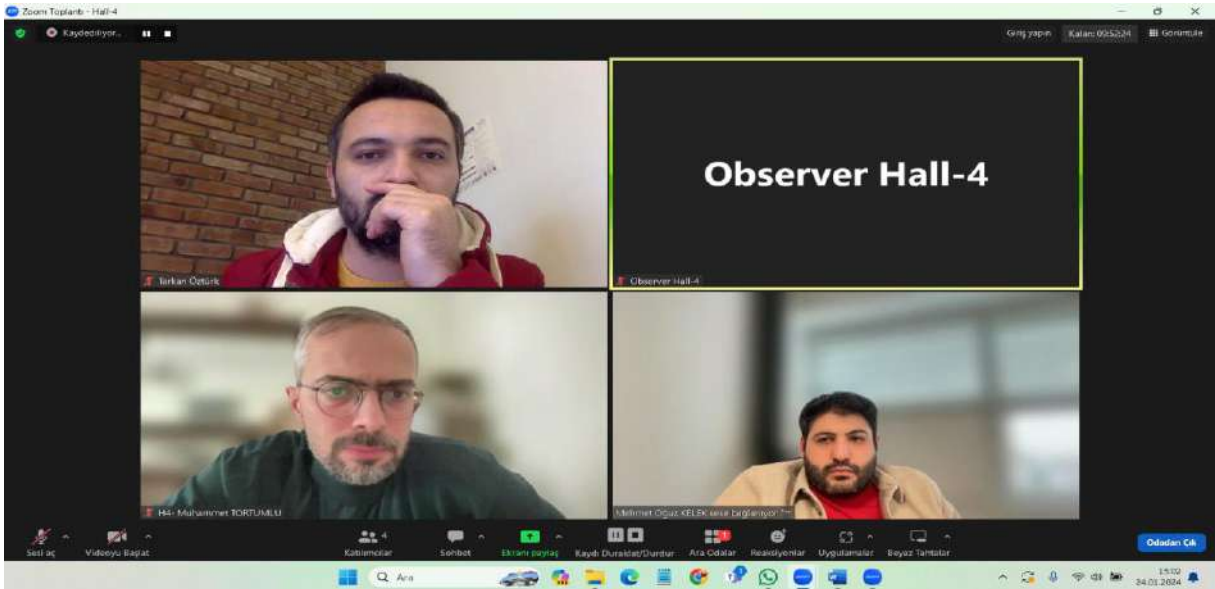 Zoom Toplantı - Hall-4
Kaydediliyor...
Giriş yapın
Kalan: 00:52:24
Görüntüle
Observer Hall-4
Tarkan Öztürk
Observer Hall-4
H4- Muhammet TORTUMLU
Mehmet Oğuz KELEK sese bağlanıyor
4
1
Sesi aç
Videoyu Başlat
Katılımcılar
Sohbet
Ekranı paylaş
Kaydı Duraklat/Durdur
Ara Odalar
Reaksiyonlar
Uygulamalar
Beyaz Tahtalar
Odadan Çık
Ara
15:02
24.01.2024